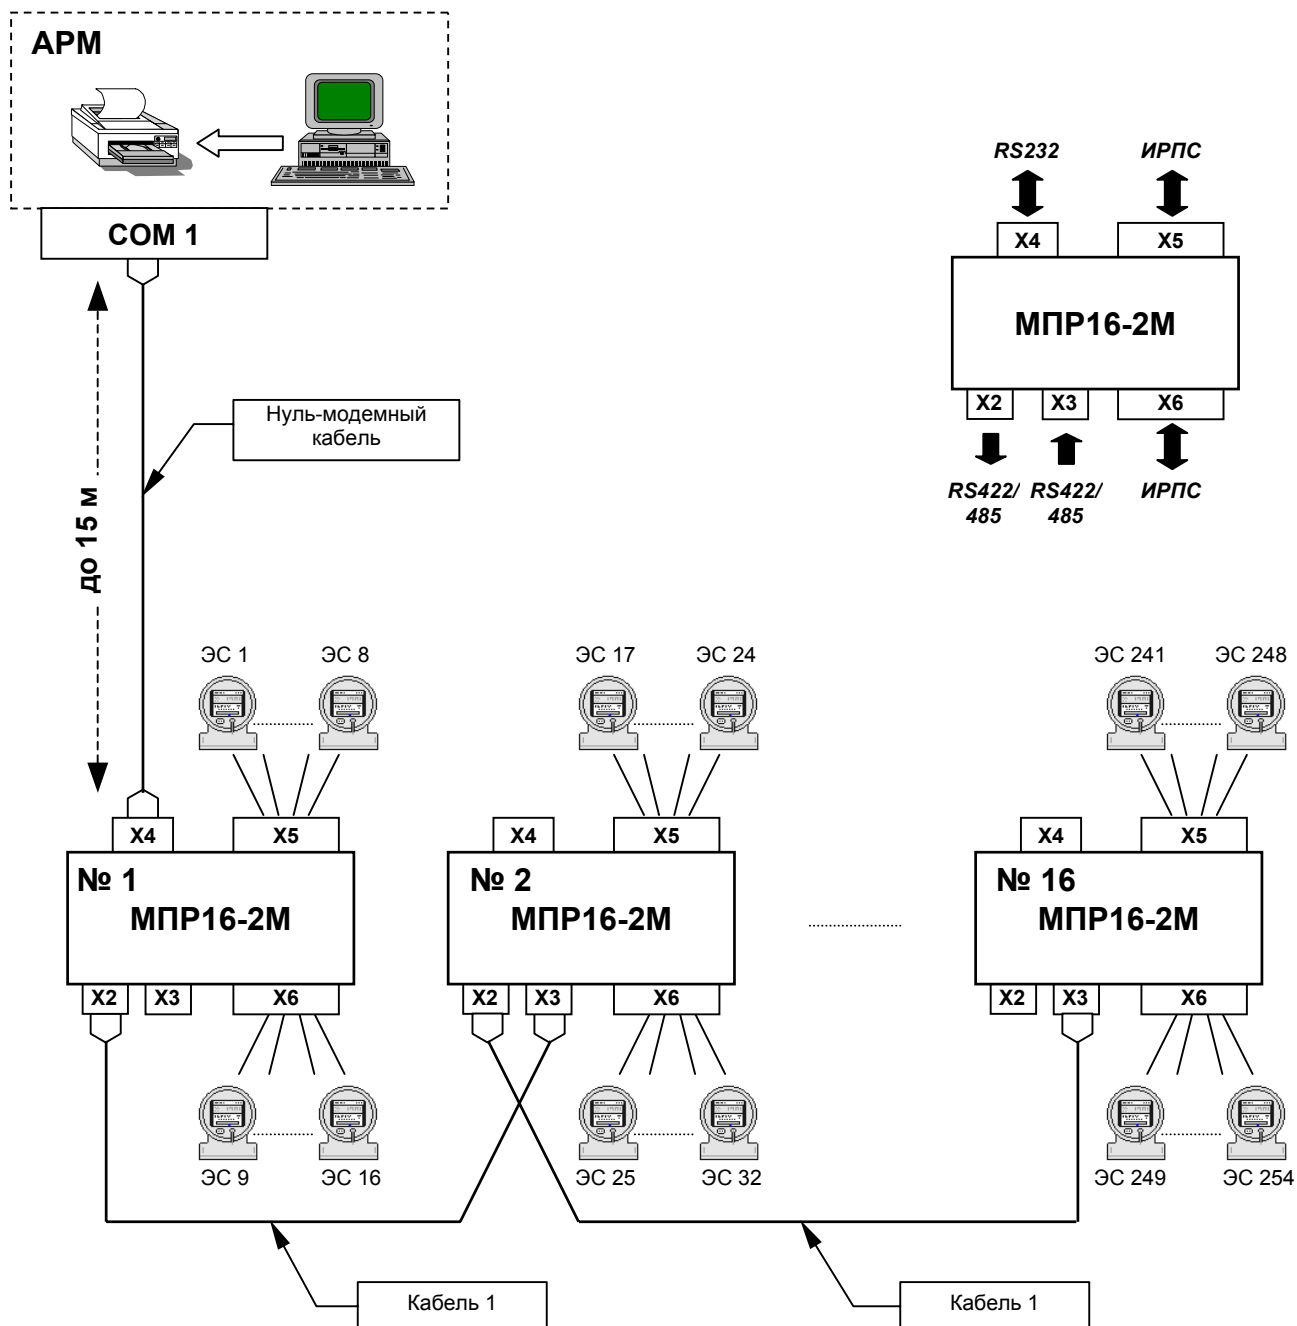 АРМ
COM 1
RS232 ИРПС
X4 X5
МПР16-2М
X2 X3 X6
RS422/ RS422/ ИРПС
485 485
Нуль-модемный
кабель
до 15 м
ЭС 1 ЭС 8 ЭС 17 ЭС 24 ЭС 241 ЭС 248
X4 X5 X4 X5 X4 X5
№ 1 № 2 № 16
МПР16-2М МПР16-2М МПР16-2М
X2 X3 X6 X2 X3 X6 X2 X3 X6
ЭС 9 ЭС 16 ЭС 25 ЭС 32 ЭС 249 ЭС 254
Кабель 1 Кабель 1